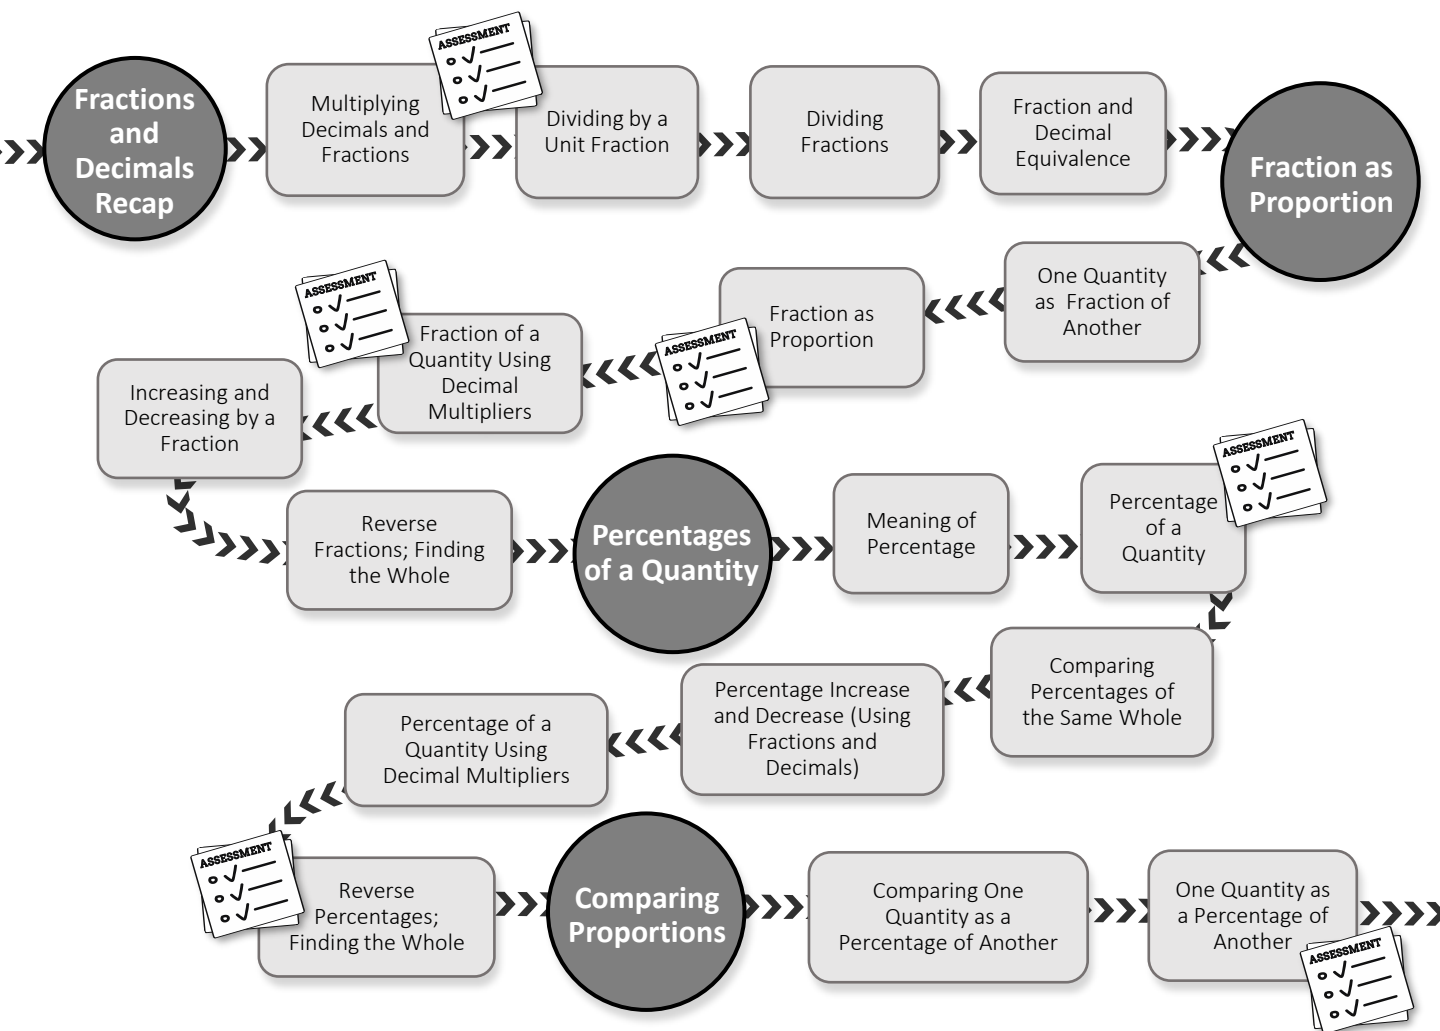 Fractions
and
Decimals
Recap
Multiplying
Decimals and
Fractions
ASSESSMENT
Dividing by a
Unit Fraction
Dividing
Fractions
Fraction and
Decimal
Equivalence
Fraction as
Proportion
One Quantity
as Fraction of
Another
Fraction as
Proportion
ASSESSMENT
Fraction of a
Quantity Using
Decimal
Multipliers
ASSESSMENT
Increasing and
Decreasing by a
Fraction
Reverse
Fractions; Finding
the Whole
Percentages
of a Quantity
Meaning of
Percentage
Percentage
of a
Quantity
ASSESSMENT
Comparing
Percentages of
the Same Whole
Percentage Increase
and Decrease (Using
Fractions and
Decimals)
Percentage of a
Quantity Using
Decimal Multipliers
ASSESSMENT
Reverse
Percentages;
Finding the Whole
Comparing
Proportions
Comparing One
Quantity as a
Percentage of Another
One Quantity as
a Percentage of
Another
ASSESSMENT